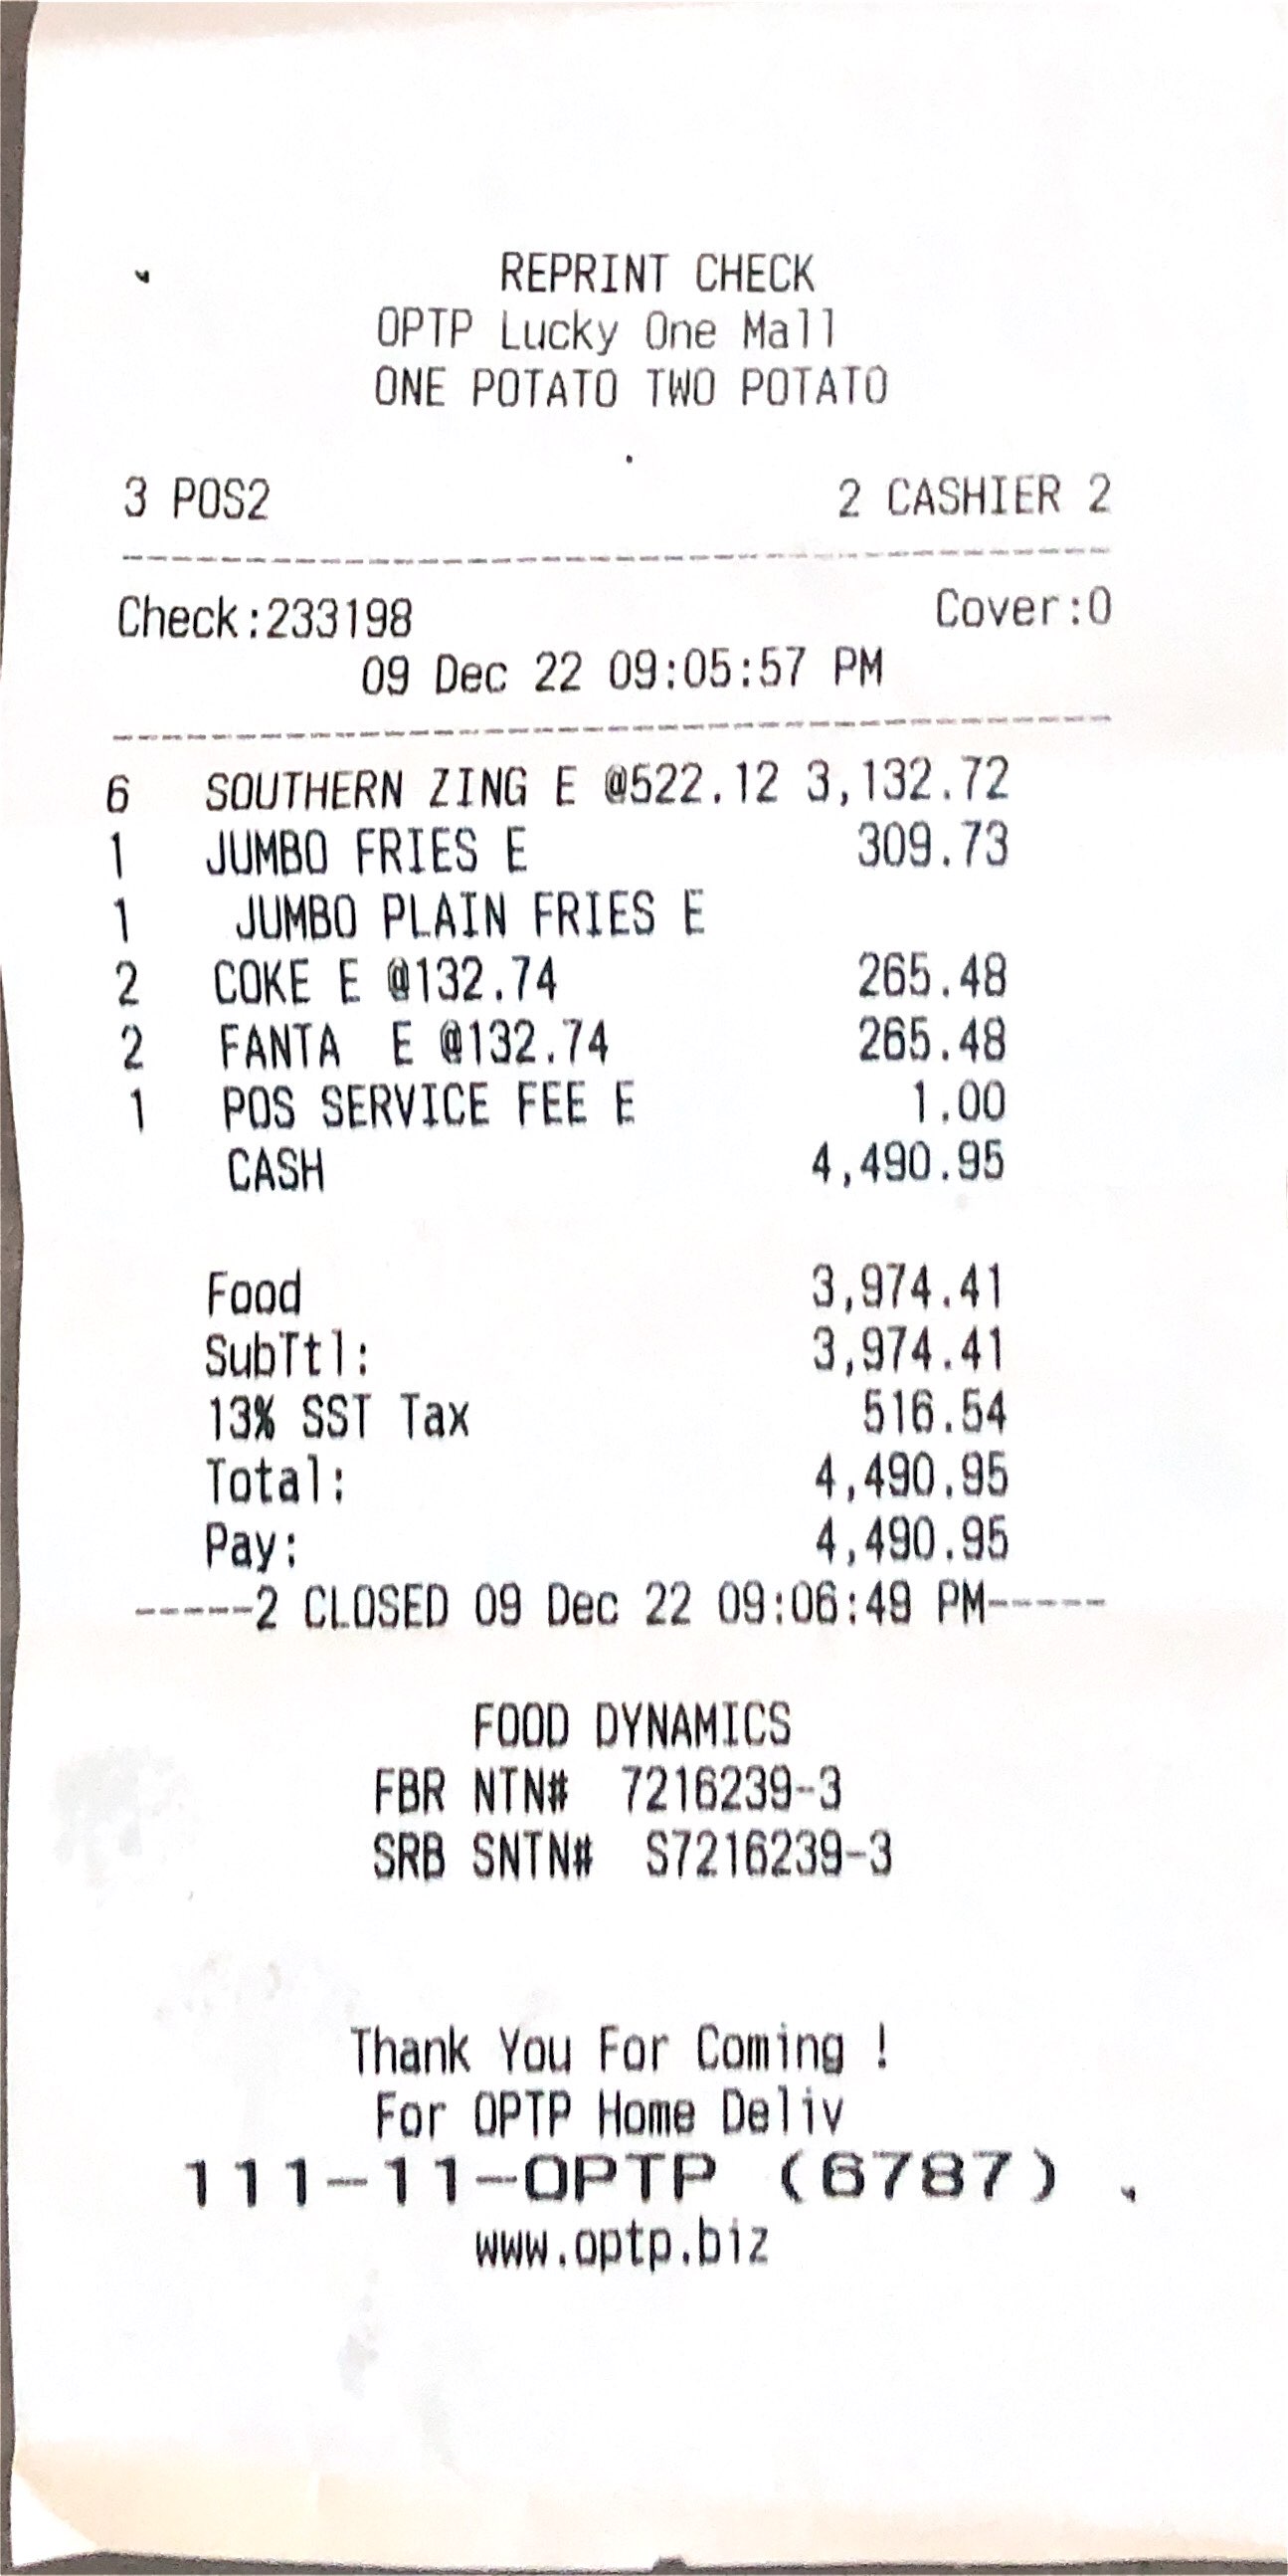 REPRINT CHECK
OPTP Lucky One Mall
ONE POTATO TWO POTATO
3 POS2 2 CASHIER 2
Check:233198 Cover:0
09 Dec 22 09:05:57 PM
6 SOUTHERN ZING E @522.12 3,132.72
1 JUMBO FRIES E 309.73
1 JUMBO PLAIN FRIES E
2 COKE E @132.74 265.48
2 FANTA E @132.74 265.48
1 POS SERVICE FEE E 1.00
CASH 4,490.95
Food 3,974.41
SubTtl: 3,974.41
13% SST Tax 516.54
Total: 4,490.95
Pay: 4,490.95
-----2 CLOSED 09 Dec 22 09:06:49 PM-----
FOOD DYNAMICS
FBR NTN# 7216239-3
SRB SNTN# S7216239-3
Thank You For Coming !
For OPTP Home Deliv
111-11-OPTP (6787)
www.optp.biz